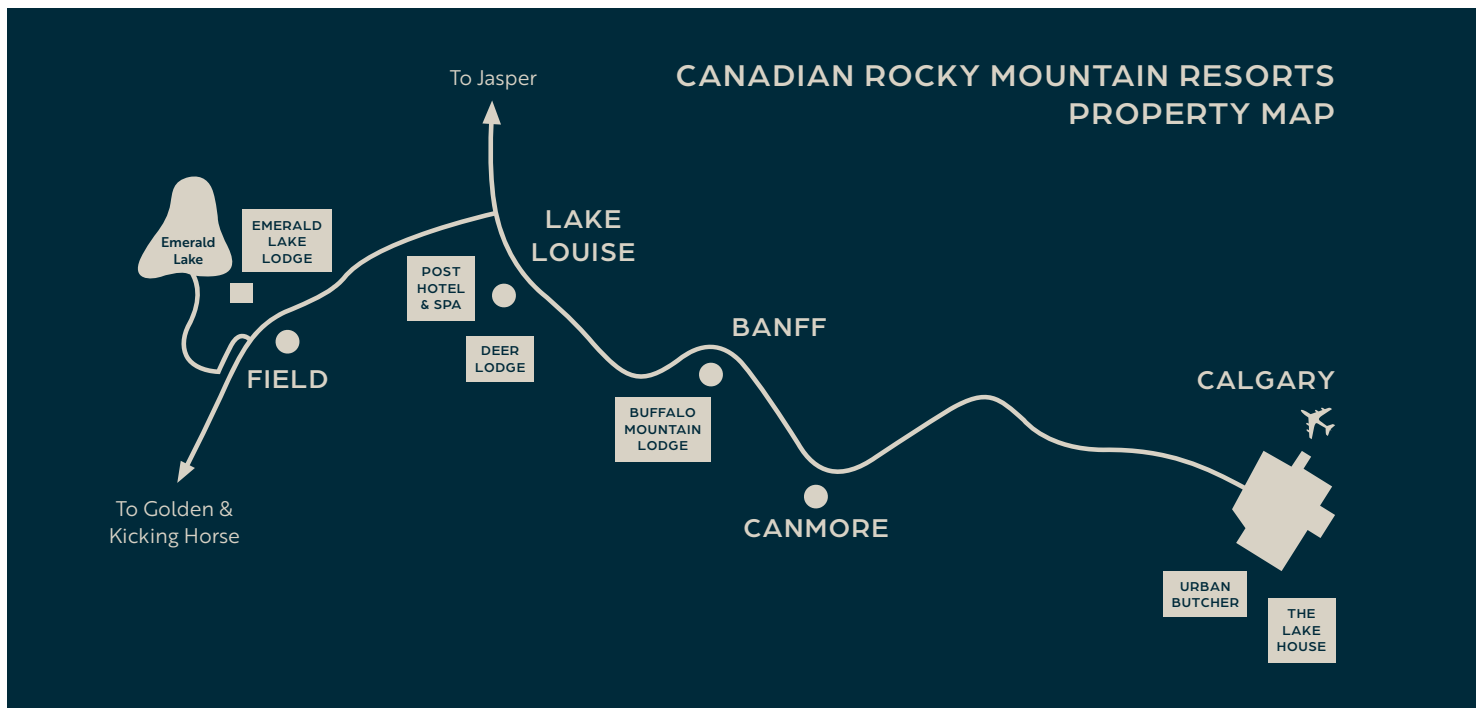 CANADIAN ROCKY MOUNTAIN RESORTS
PROPERTY MAP
To Jasper
LAKE
LOUISE
EMERALD
LAKE
LODGE
Emerald
Lake
POST
HOTEL
& SPA
DEER
LODGE
BANFF
FIELD
CALGARY
BUFFALO
MOUNTAIN
LODGE
To Golden &
Kicking Horse
CANMORE
URBAN
BUTCHER
THE
LAKE
HOUSE